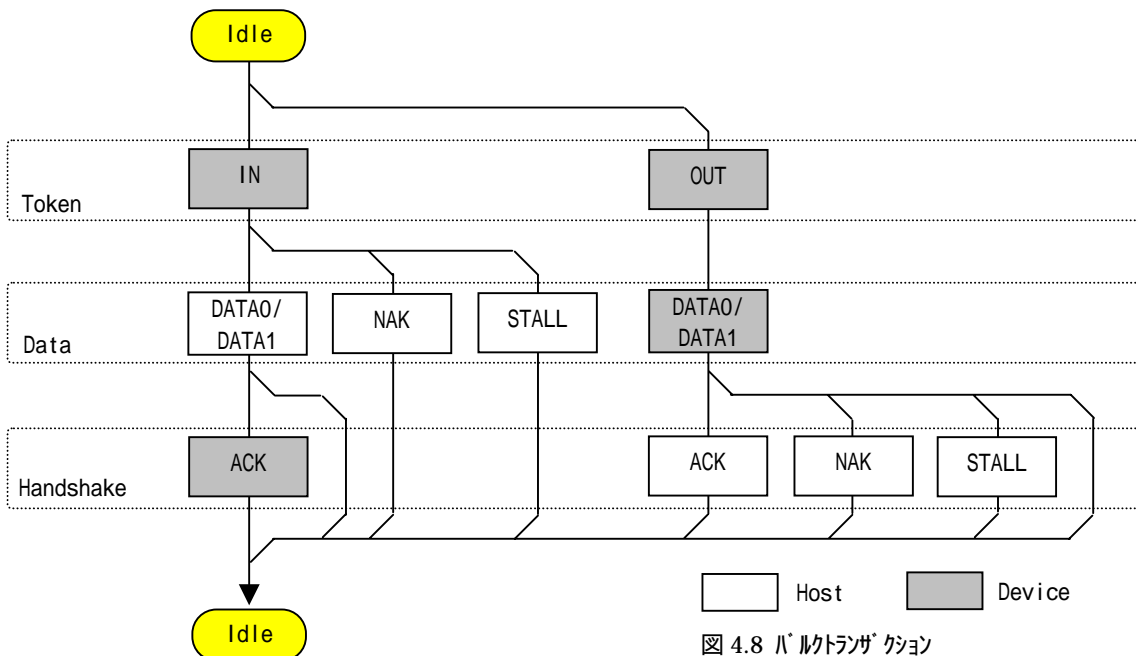 Idle
IN
OUT
Token
DATA0/
DATA1
NAK
STALL
DATA0/
DATA1
Data
ACK
ACK
NAK
STALL
Handshake
Host
Device
Idle
図 4.8 バルクトランザクション